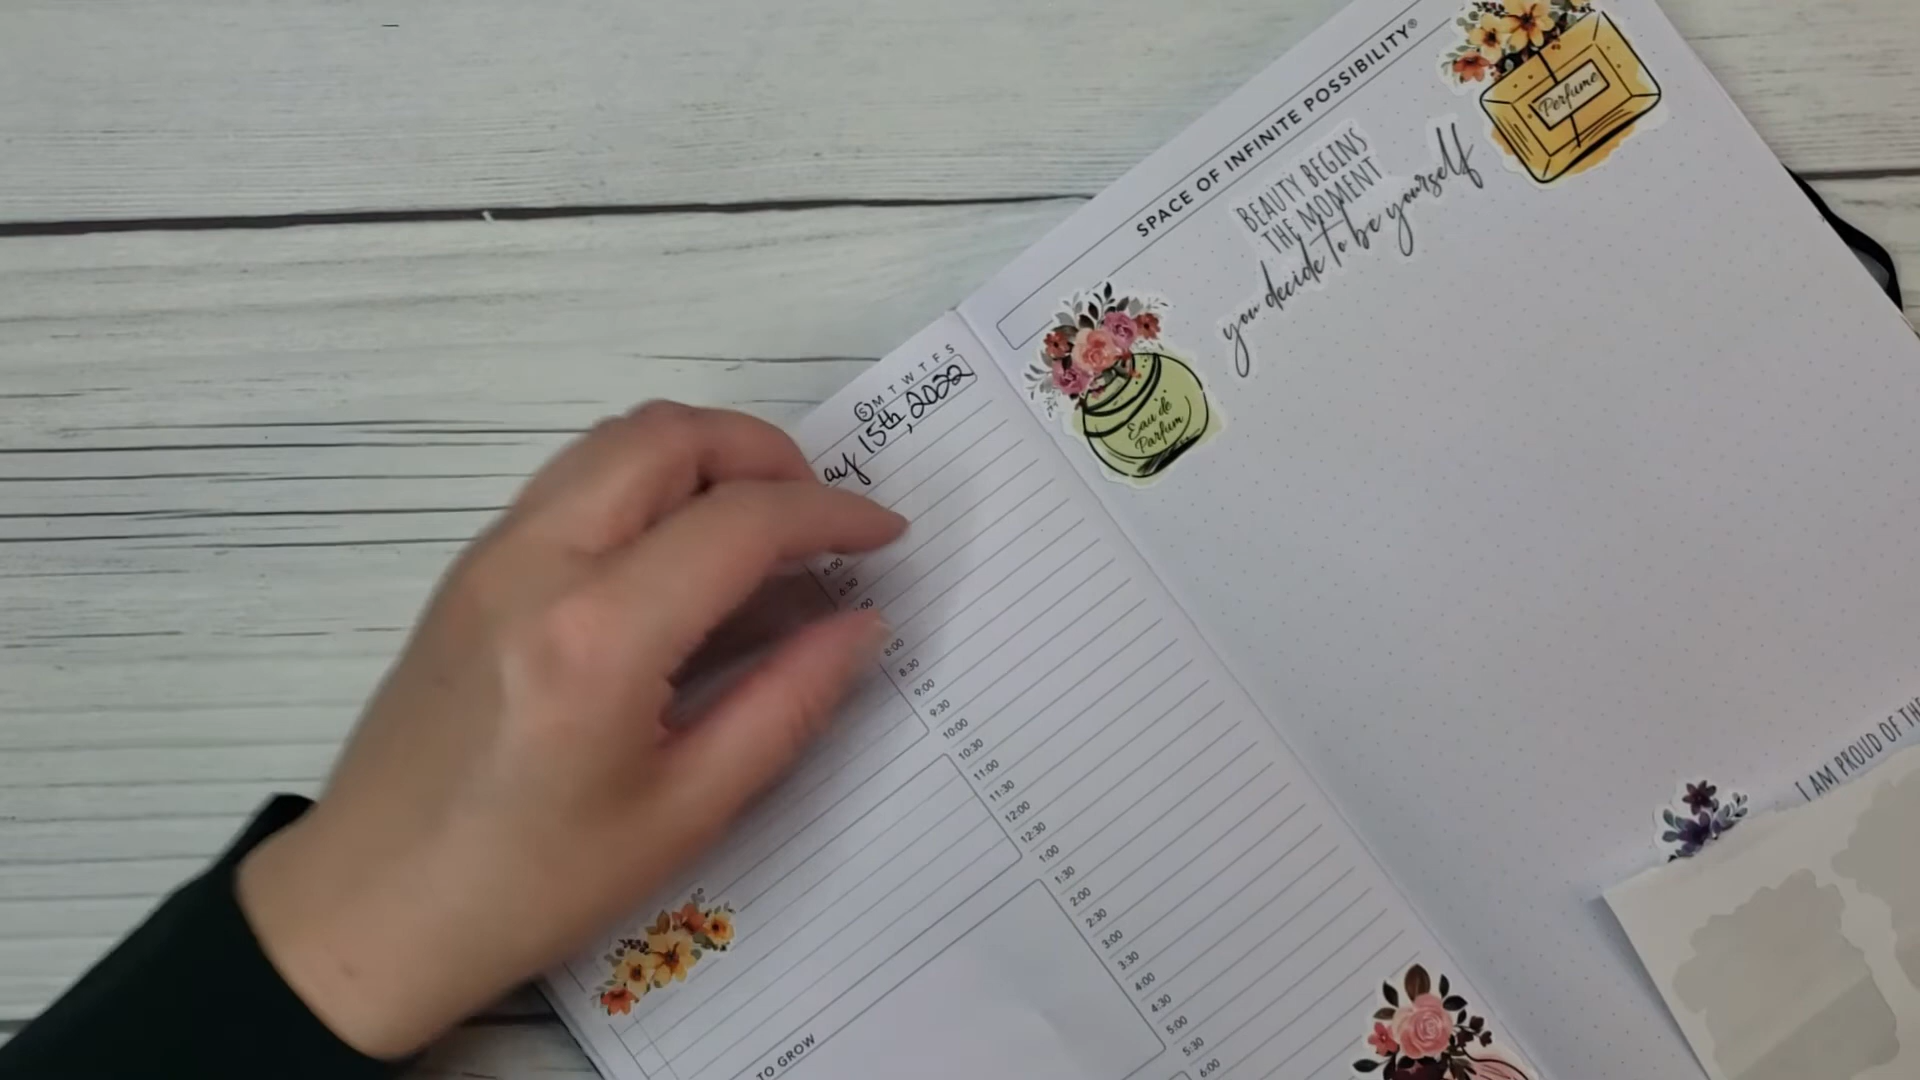 S M T W T F S
ay 15th, 2022
6:00
6:30
:00
8:00
8:30
9:00
9:30
10:00
10:30
11:00
11:30
12:00
12:30
1:00
1:30
2:00
2:30
3:00
3:30
4:00
4:30
5:00
5:30
6:00
TO GROW
SPACE OF INFINITE POSSIBILITY®
Perfume
BEAUTY BEGINS
THE MOMENT
you decide to be yourself
Eau de
Parfum
I AM PROUD OF THE